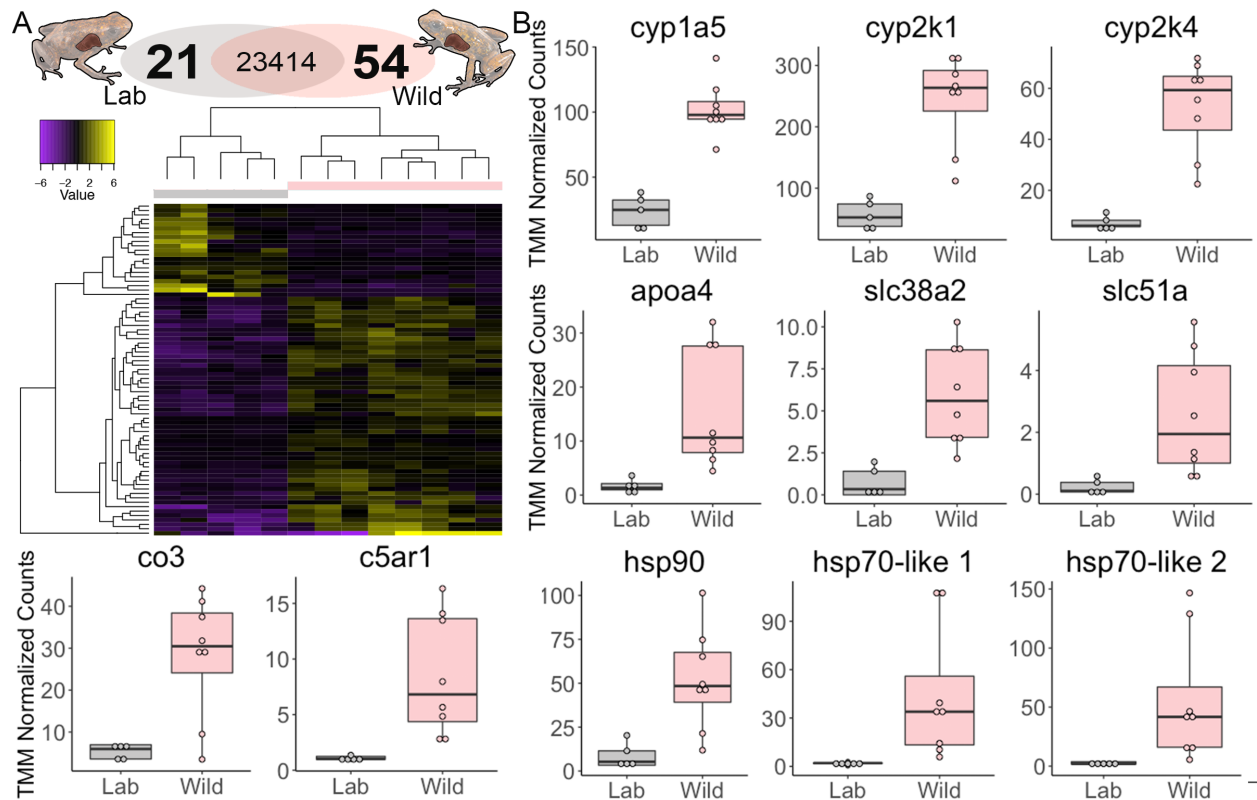 A
21
23414
54
Lab
Wild
-6
-2
2
6
Value
B
cyp1a5
cyp2k1
cyp2k4
TMM Normalized Counts
150
100
50
300
200
100
60
40
20
Lab
Wild
Lab
Wild
Lab
Wild
apoa4
slc38a2
slc51a
TMM Normalized Counts
30
20
10
0
10.0
7.5
5.0
2.5
0.0
4
2
0
Lab
Wild
Lab
Wild
Lab
Wild
co3
c5ar1
TMM Normalized Counts
40
30
20
10
15
10
5
0
Lab
Wild
Lab
Wild
hsp90
hsp70-like 1
hsp70-like 2
100
75
50
25
0
90
60
30
0
150
100
50
0
Lab
Wild
Lab
Wild
Lab
Wild